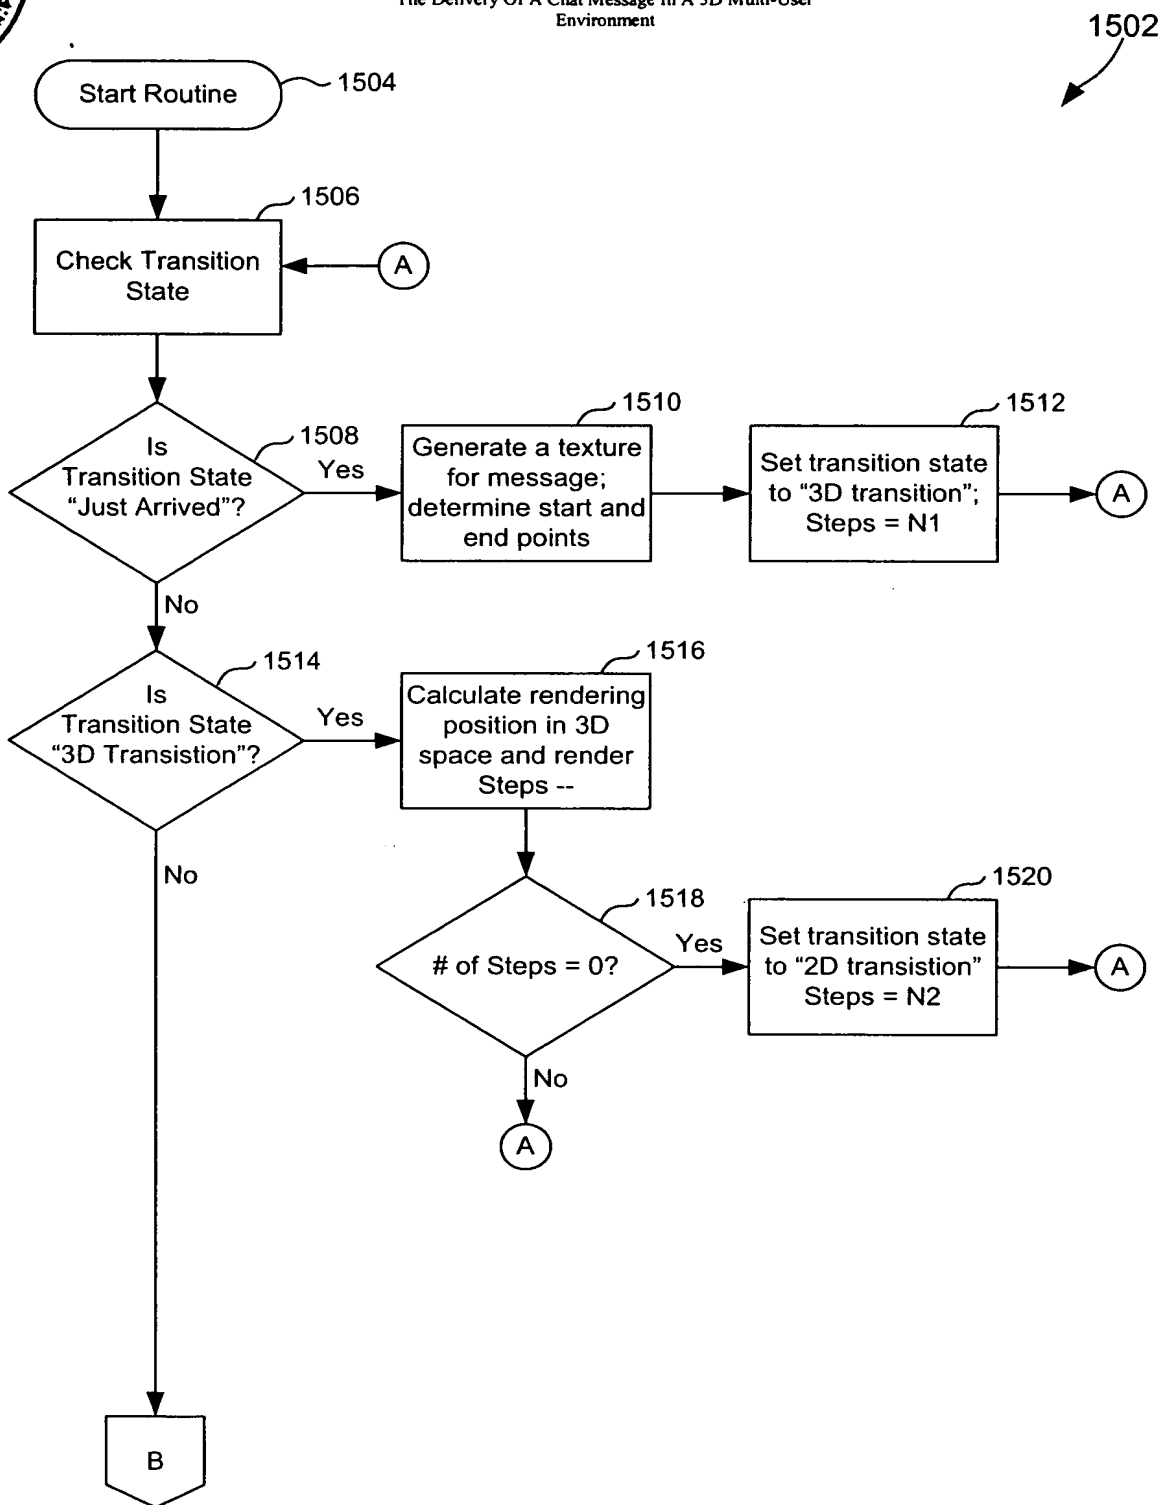 The Delivery Of A Chat Message In A 3D Multi-User
Environment
1502
Start Routine
1504
1506
Check Transition
State
A
1508
Is
Transition State
“Just Arrived”?
Yes
1510
Generate a texture
for message;
determine start and
end points
1512
Set transition state
to “3D transition”;
Steps = N1
A
No
1514
Is
Transition State
“3D Transistion”?
Yes
1516
Calculate rendering
position in 3D
space and render
Steps --
No
1518
# of Steps = 0?
Yes
1520
Set transition state
to “2D transistion”
Steps = N2
A
No
A
B